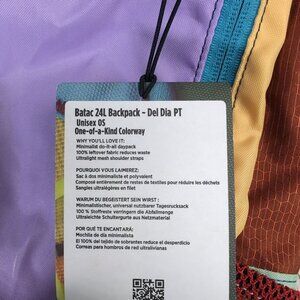 Batac 24L Backpack - Del Dia PT
Unisex OS
One-of-a-Kind Colorway
WHY YOU'LL LOVE IT:
Minimalist do-it-all daypack
100% leftover fabric reduces waste
Ultralight mesh shoulder straps
POURQUOI VOUS L'AIMEREZ:
Sac à dos minimaliste et polyvalent
Composé entièrement de restes de textiles pour réduire les déchets
Sangles ultralégères en filet
WARUM DU BEGEISTERT SEIN WIRST :
Minimalistischer, universal nutzbarer Tagesrucksack
100 % Stoffreste verringern die Abfallmenge
Ultraleichte Schultergurte aus Netzmaterial
POR QUÉ TE ENCANTARÁ:
Mochila de día minimalista
El 100% del tejido de sobrantes reduce el desperdicio
Correas para hombros de red ultralivianas